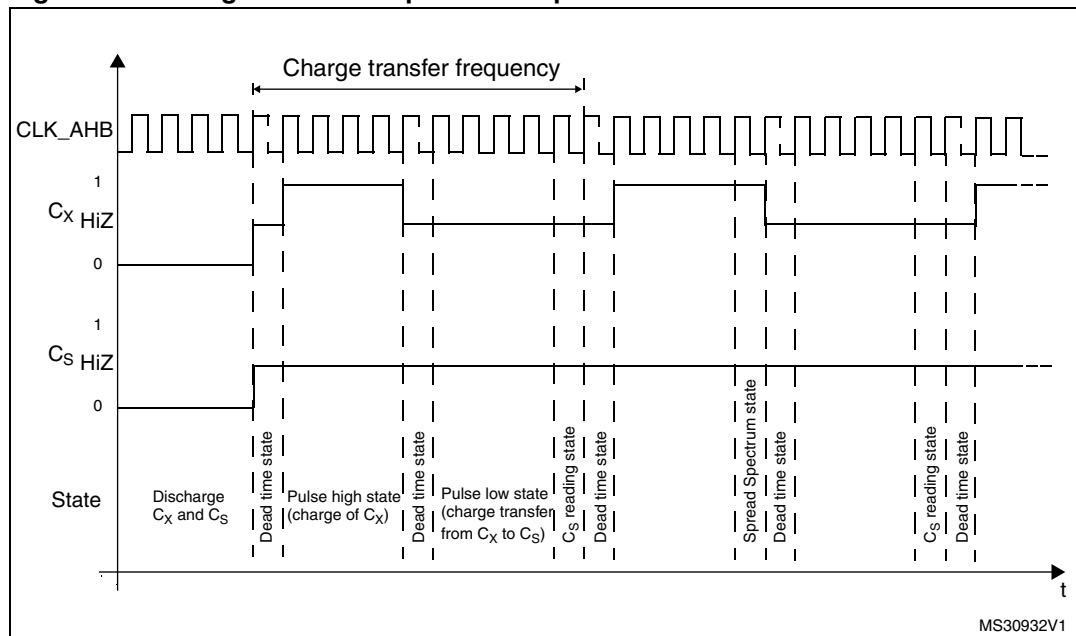 Charge transfer frequency
CLK_AHB
1
CX HiZ
0
1
CS HiZ
0
State
Discharge
CX and CS
Dead time state
Pulse high state
(charge of CX)
Dead time state
Pulse low state
(charge transfer
from CX to CS)
CS reading state
Dead time state
Spread Spectrum state
Dead time state
CS reading state
Dead time state
t
MS30932V1